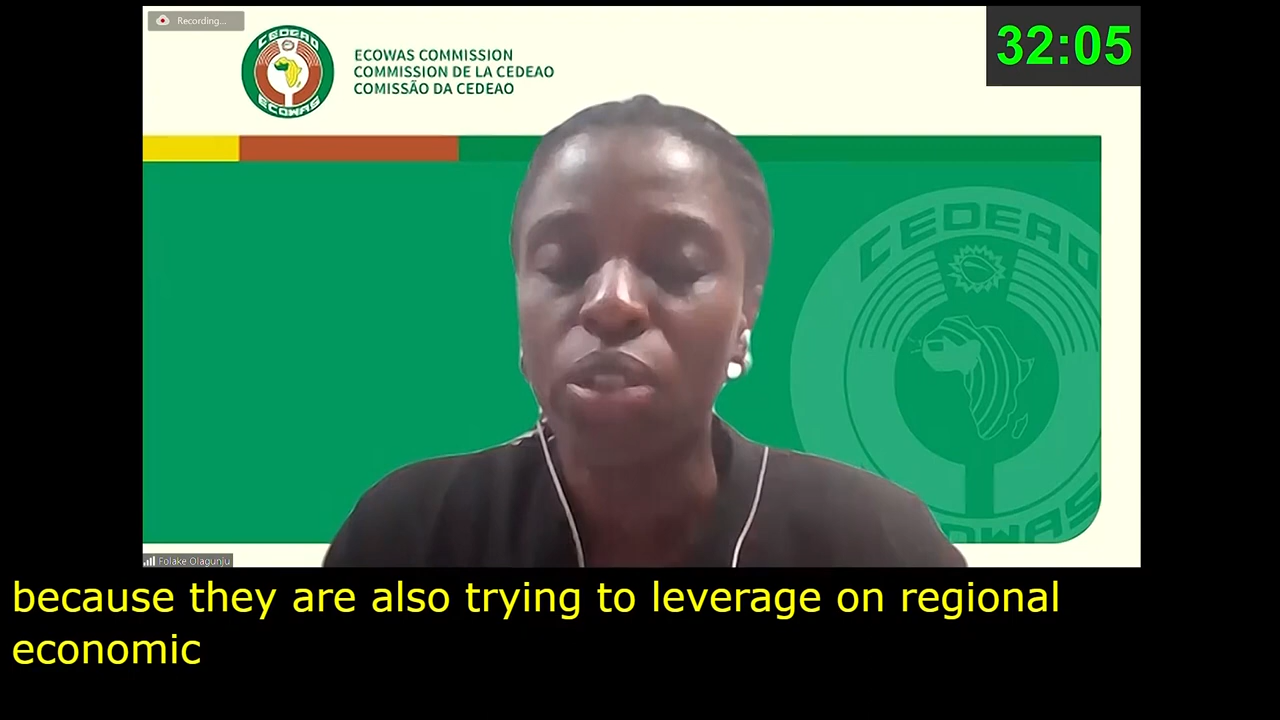 Recording...
CEDEAO
ECOWAS
ECOWAS COMMISSION
COMMISSION DE LA CEDEAO
COMISSÃO DA CEDEAO
32:05
CEDEAO
ECOWAS
Folake Olagunju
because they are also trying to leverage on regional
economic